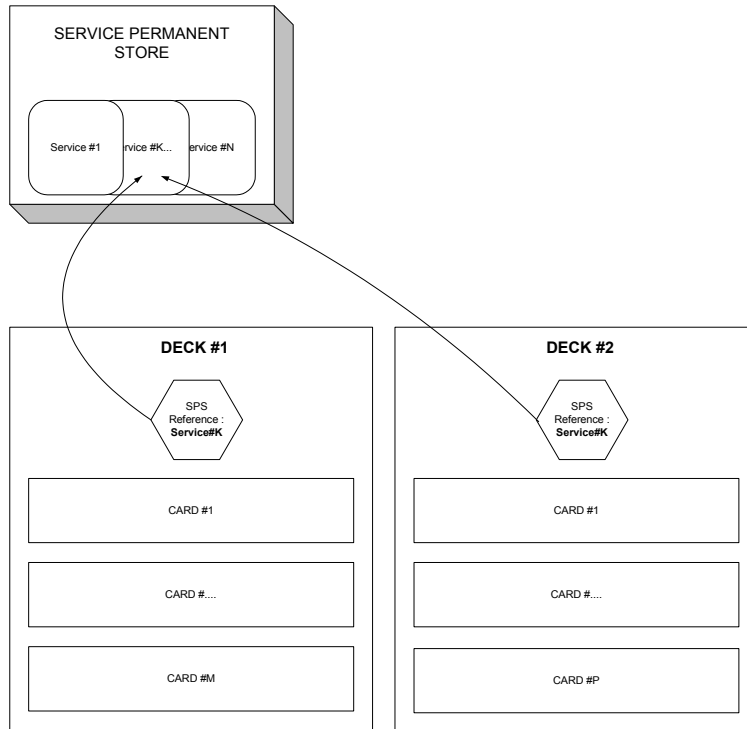 SERVICE PERMANENT
STORE
Service #1
ervice #K...
ervice #N
DECK #1
SPS
Reference :
Service#K
CARD #1
CARD #....
CARD #M
DECK #2
SPS
Reference :
Service#K
CARD #1
CARD #....
CARD #P